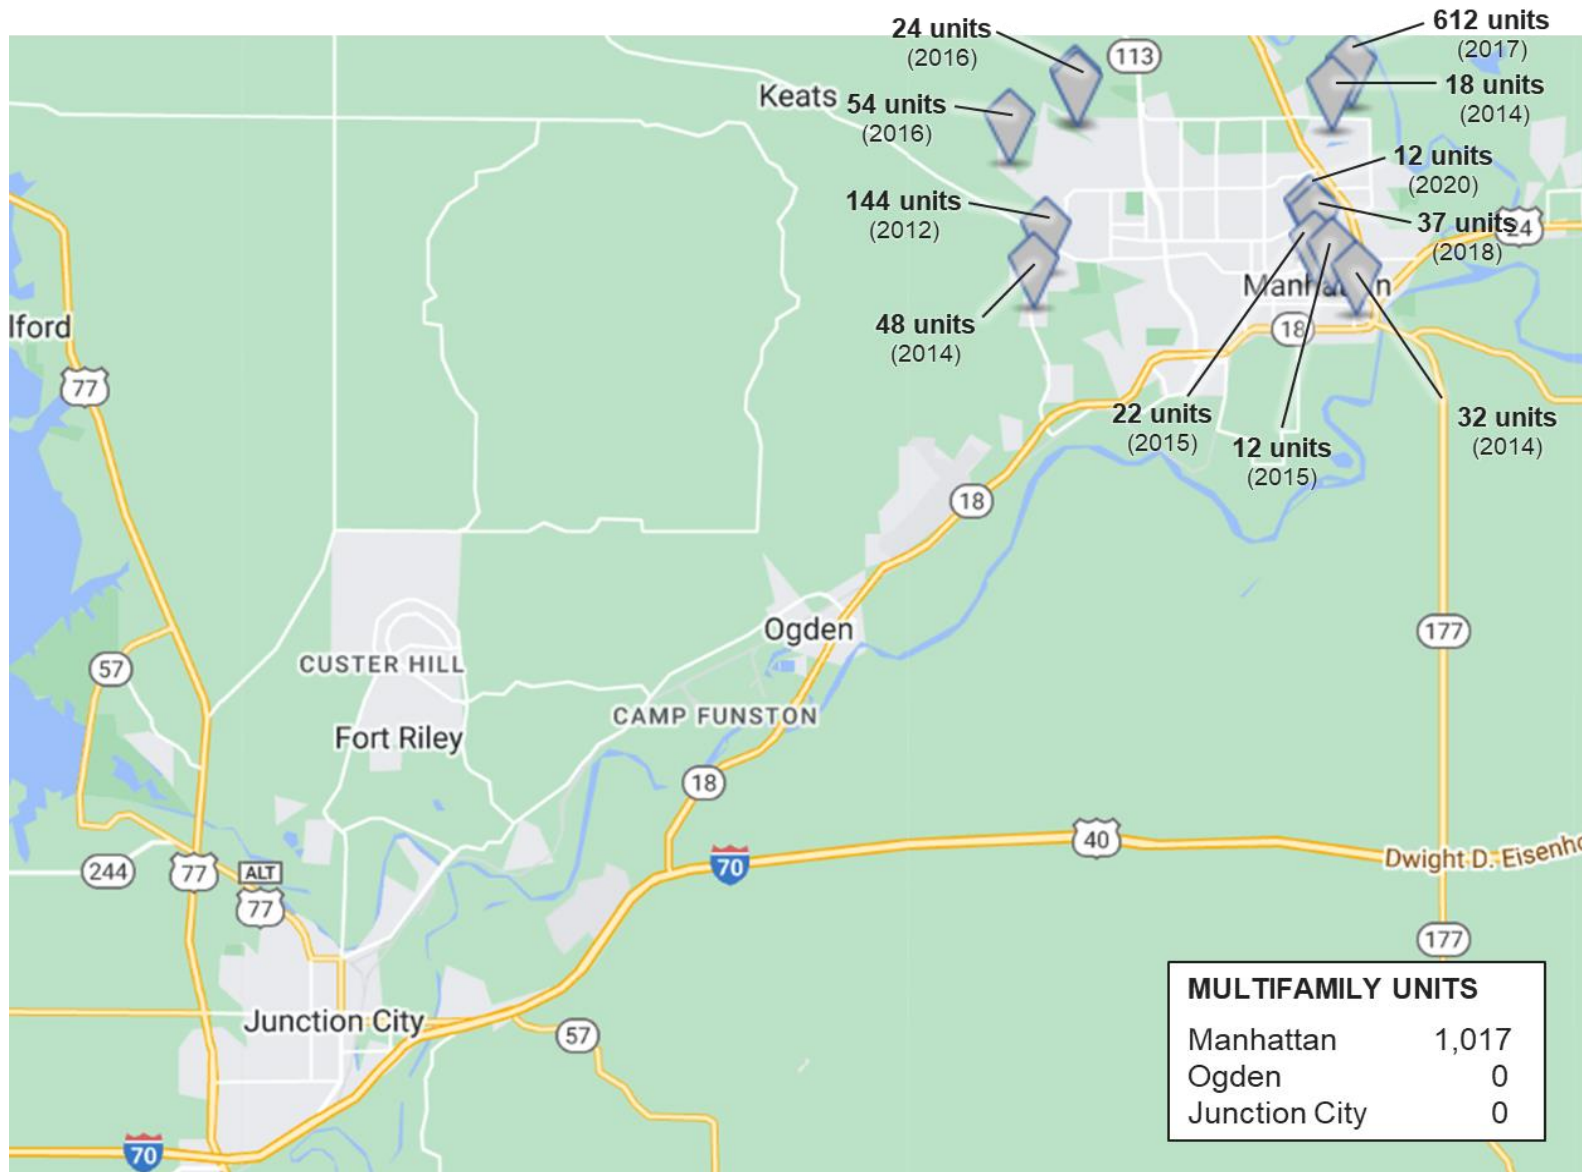 24 units
(2016)
612 units
(2017)
113
18 units
(2014)
Keats
54 units
(2016)
12 units
(2020)
144 units
(2012)
37 units
(2018)
24
Manhattan
48 units
(2014)
18
lford
77
22 units
(2015)
12 units
(2015)
32 units
(2014)
18
Ogden
177
57
CUSTER HILL
CAMP FUNSTON
Fort Riley
18
40
70
Dwight D. Eisenho
244
77
ALT
77
177
Junction City
57
70
MULTIFAMILY UNITS
Manhattan 1,017
Ogden 0
Junction City 0